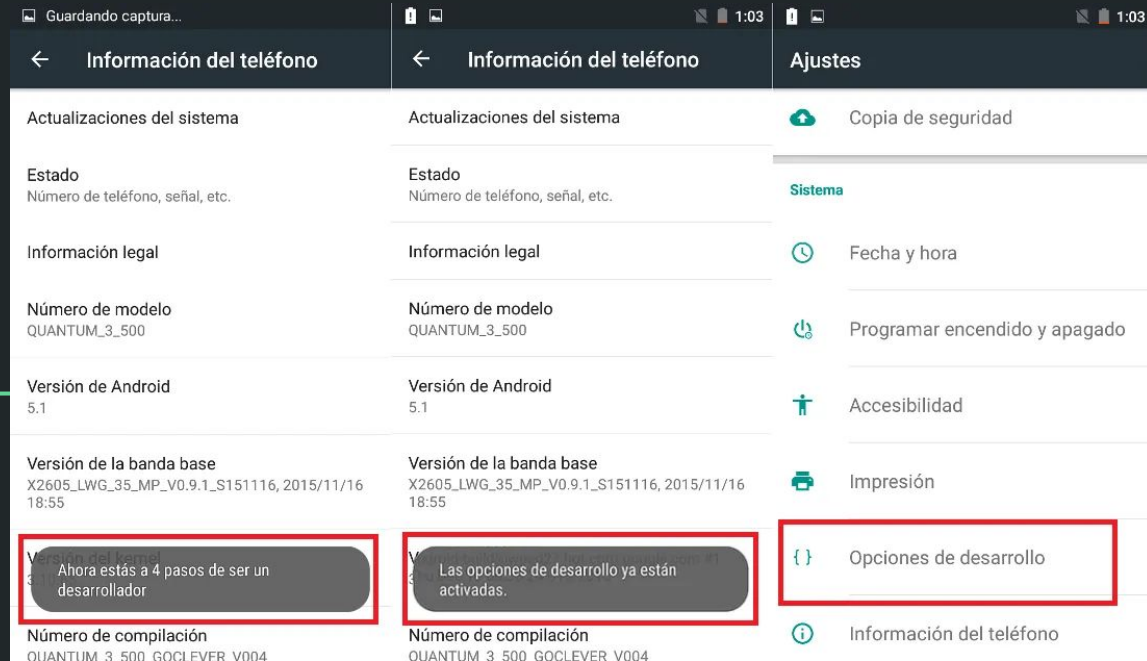 Guardando captura...
Información del teléfono
Actualizaciones del sistema
Estado
Número de teléfono, señal, etc.
Información legal
Número de modelo
QUANTUM_3_500
Versión de Android
5.1
Versión de la banda base
X2605_LWG_35_MP_V0.9.1_S151116, 2015/11/16
18:55
Versión del kernel
Ahora estás a 4 pasos de ser un
desarrollador
Número de compilación
QUANTUM_3_500_GOCLEVER_V004
1:03
Información del teléfono
Actualizaciones del sistema
Estado
Número de teléfono, señal, etc.
Información legal
Número de modelo
QUANTUM_3_500
Versión de Android
5.1
Versión de la banda base
X2605_LWG_35_MP_V0.9.1_S151116, 2015/11/16
18:55
Las opciones de desarrollo ya están
activadas.
Número de compilación
QUANTUM_3_500_GOCLEVER_V004
1:03
Ajustes
Copia de seguridad
Sistema
Fecha y hora
Programar encendido y apagado
Accesibilidad
Impresión
{ } Opciones de desarrollo
Información del teléfono